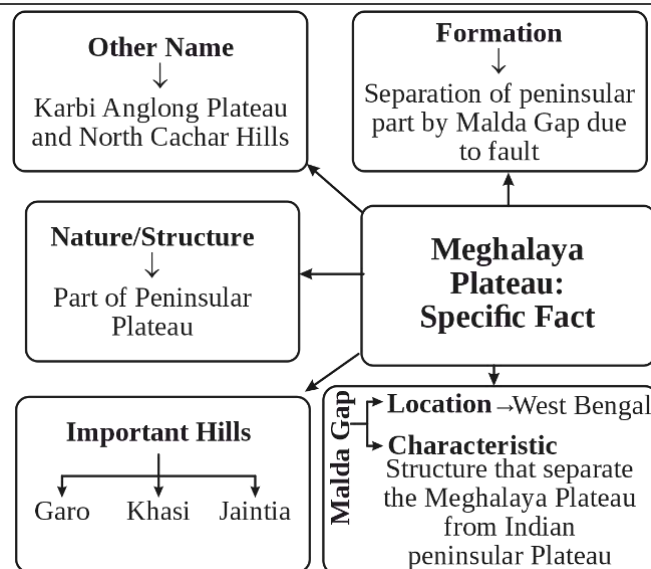 Other Name
↓
Karbi Anglong Plateau
and North Cachar Hills
Formation
↓
Separation of peninsular
part by Malda Gap due
to fault
Nature/Structure
↓
Part of Peninsular
Plateau
Meghalaya
Plateau:
Specific Fact
Important Hills
Garo Khasi Jaintia
Malda Gap
Location →West Bengal
Characteristic
Structure that separate
the Meghalaya Plateau
from Indian
peninsular Plateau